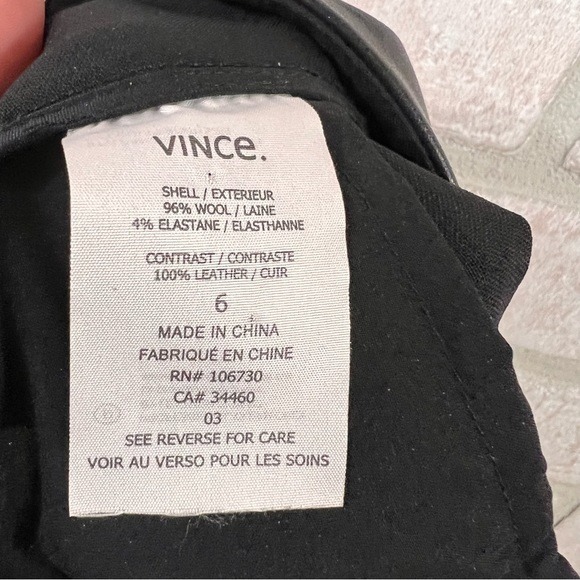 VINCE.
SHELL / EXTERIEUR
96% WOOL / LAINE
4% ELASTANE / ELASTHANNE
CONTRAST / CONTRASTE
100% LEATHER / CUIR
6
MADE IN CHINA
FABRIQUÉ EN CHINE
RN# 106730
CA# 34460
03
SEE REVERSE FOR CARE
VOIR AU VERSO POUR LES SOINS